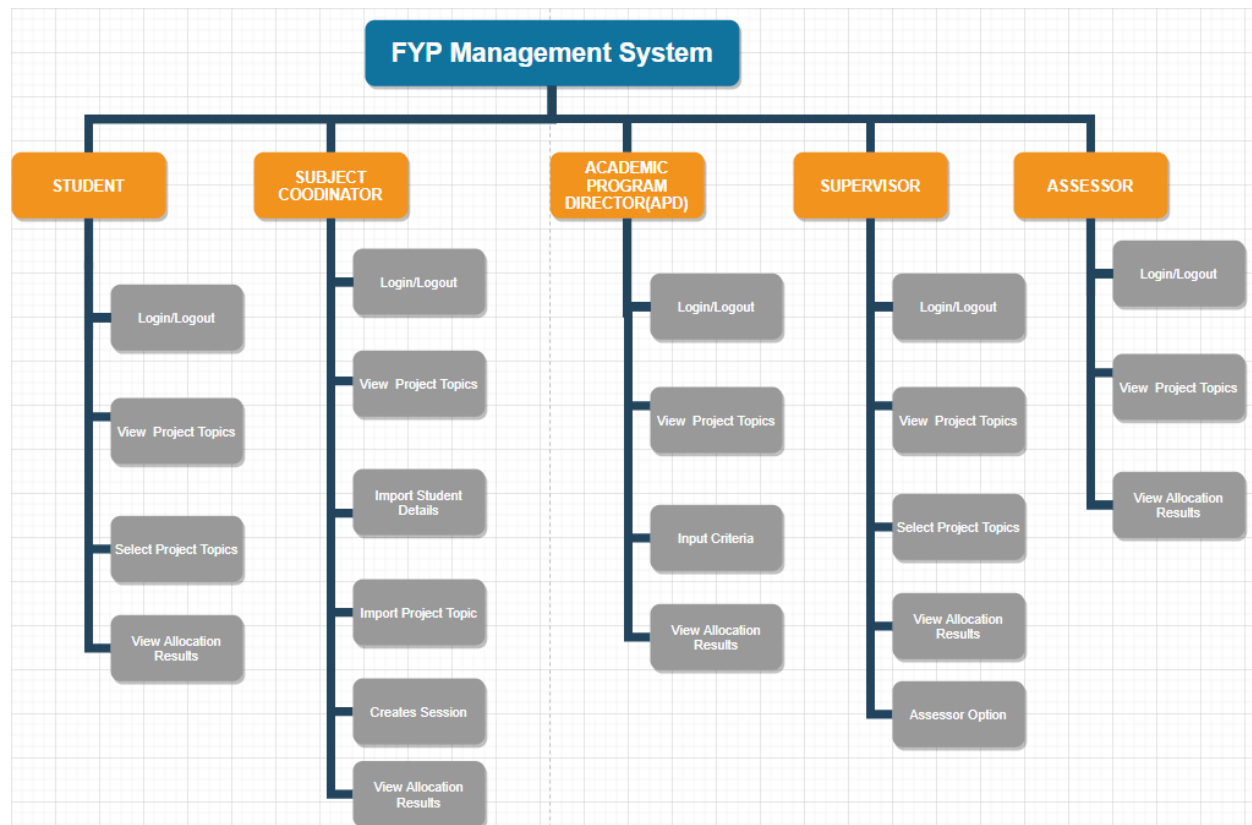 FYP Management System
STUDENT
Login/Logout
View Project Topics
Select Project Topics
View Allocation
Results
SUBJECT
COODINATOR
Login/Logout
View Project Topics
Import Student
Details
Import Project Topic
Creates Session
View Allocation
Results
ACADEMIC
PROGRAM
DIRECTOR(APD)
Login/Logout
View Project Topics
Input Criteria
View Allocation
Results
SUPERVISOR
Login/Logout
View Project Topics
Select Project Topics
View Allocation
Results
Assessor Option
ASSESSOR
Login/Logout
View Project Topics
View Allocation
Results